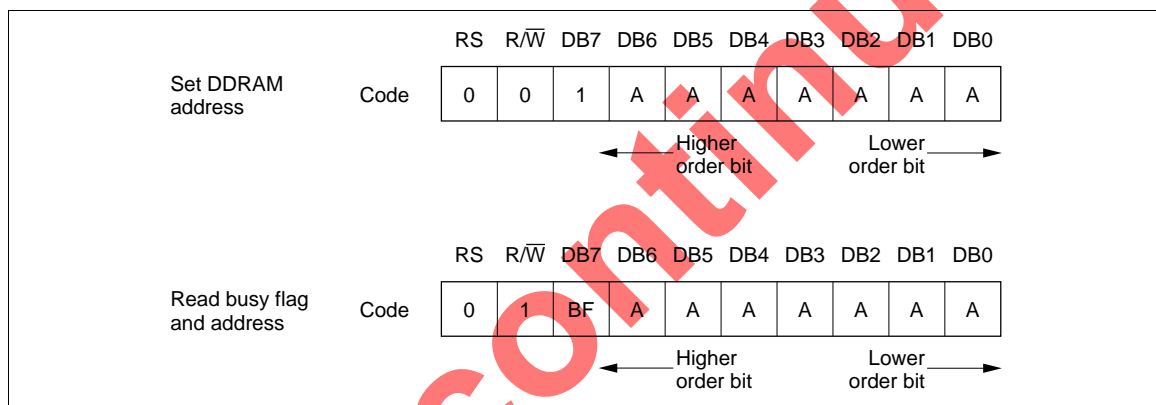 RS R/W̅ DB7 DB6 DB5 DB4 DB3 DB2 DB1 DB0
Set DDRAM
address
Code 0 0 1 A A A A A A A
Higher
order bit
Lower
order bit
RS R/W̅ DB7 DB6 DB5 DB4 DB3 DB2 DB1 DB0
Read busy flag
and address
Code 0 1 BF A A A A A A A
Higher
order bit
Lower
order bit
continu